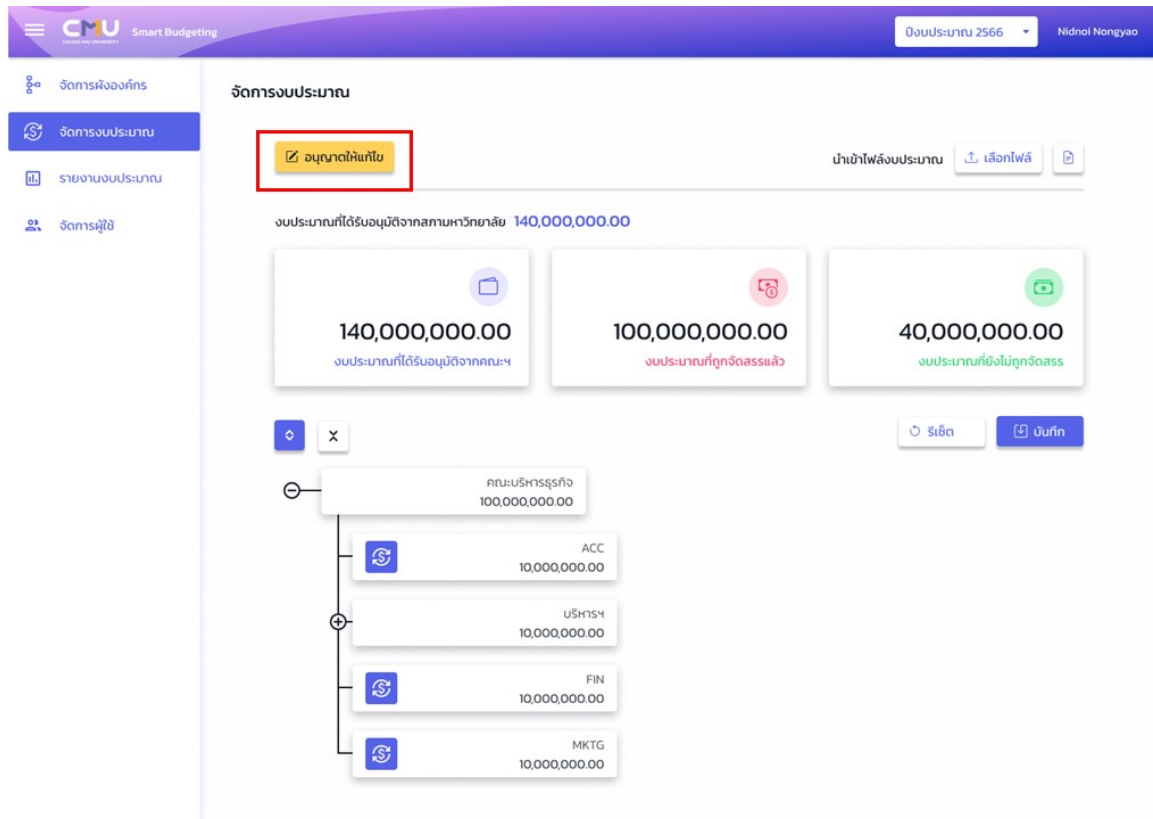 CMU
CHIANG MAI UNIVERSITY
Smart Budgeting
ปีงบประมาณ 2566
Nidnoi Nongyao
จัดการผังองค์กร
จัดการงบประมาณ
รายงานงบประมาณ
จัดการผู้ใช้
จัดการงบประมาณ
อนุญาตให้แก้ไข
นำเข้าไฟล์งบประมาณ
เลือกไฟล์
งบประมาณที่ได้รับอนุมัติจากสภามหาวิทยาลัย 140,000,000.00
140,000,000.00
งบประมาณที่ได้รับอนุมัติจากคณะฯ
100,000,000.00
งบประมาณที่ถูกจัดสรรแล้ว
40,000,000.00
งบประมาณที่ยังไม่ถูกจัดสรร
รีเซ็ต
บันทึก
คณะบริหารธุรกิจ
100,000,000.00
ACC
10,000,000.00
บริหารฯ
10,000,000.00
FIN
10,000,000.00
MKTG
10,000,000.00